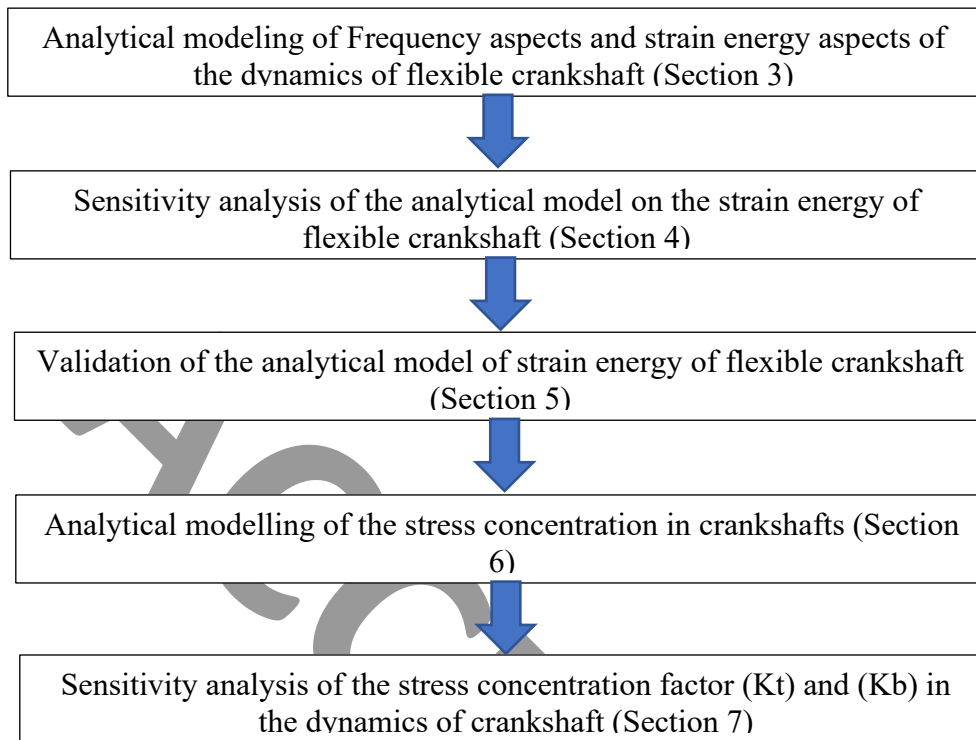 Analytical modeling of Frequency aspects and strain energy aspects of
the dynamics of flexible crankshaft (Section 3)
Sensitivity analysis of the analytical model on the strain energy of
flexible crankshaft (Section 4)
Validation of the analytical model of strain energy of flexible crankshaft
(Section 5)
Analytical modelling of the stress concentration in crankshafts (Section
6)
Sensitivity analysis of the stress concentration factor (Kt) and (Kb) in
the dynamics of crankshaft (Section 7)